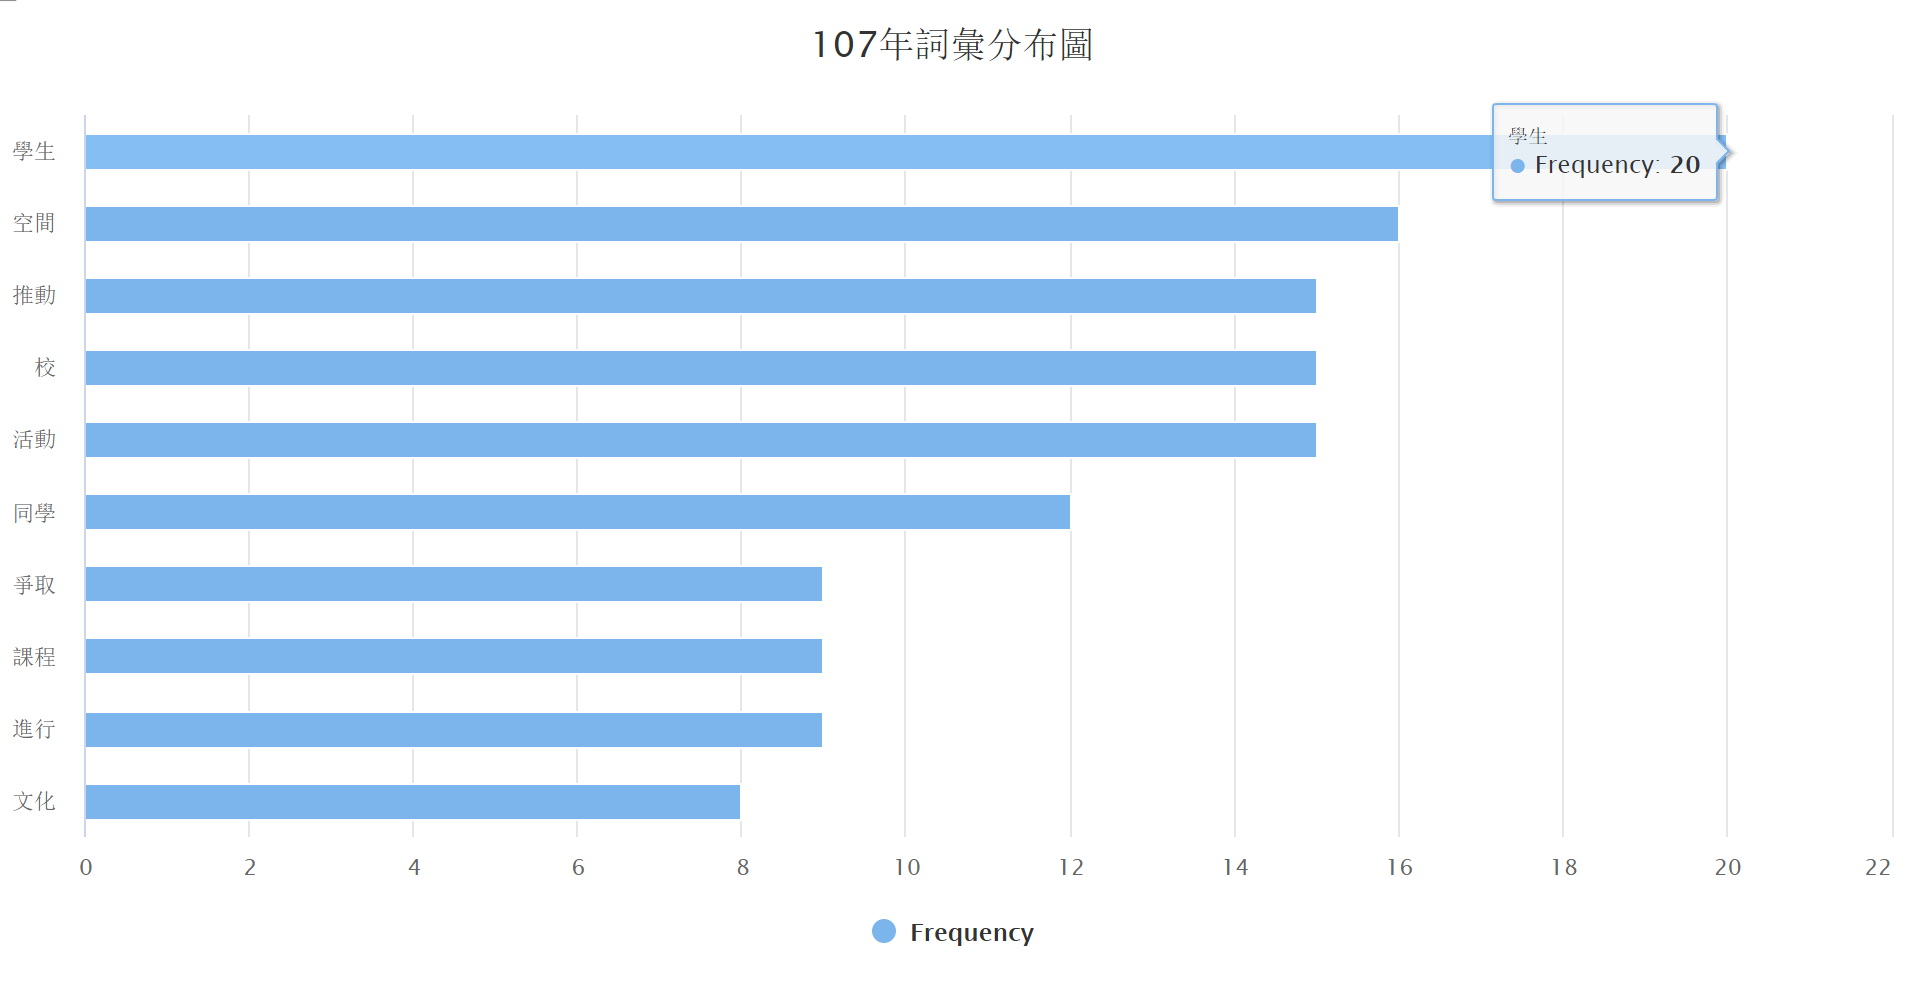 107年詞彙分布圖
學生
學生
Frequency: 20
空間
推動
校
活動
同學
爭取
課程
進行
文化
0 2 4 6 8 10 12 14 16 18 20 22
Frequency